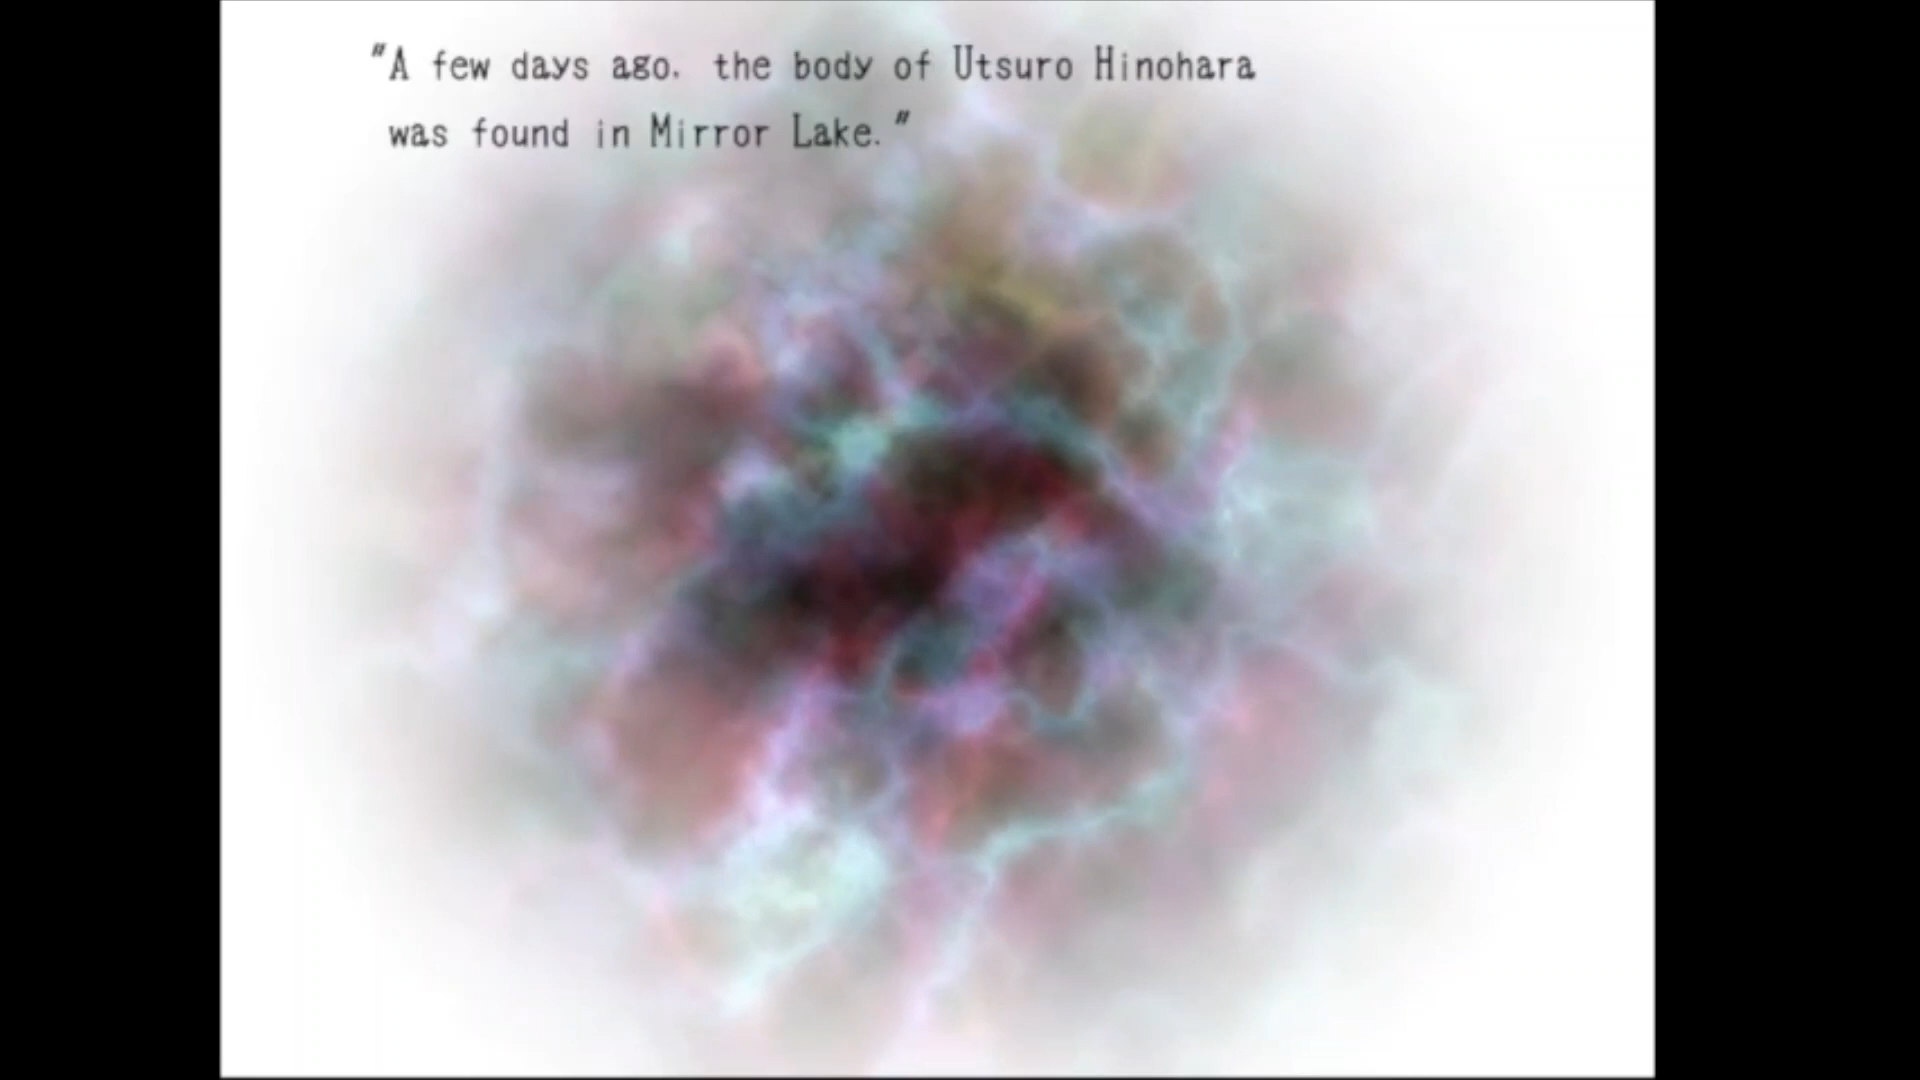 "A few days ago, the body of Utsuro Hinohara
was found in Mirror Lake."